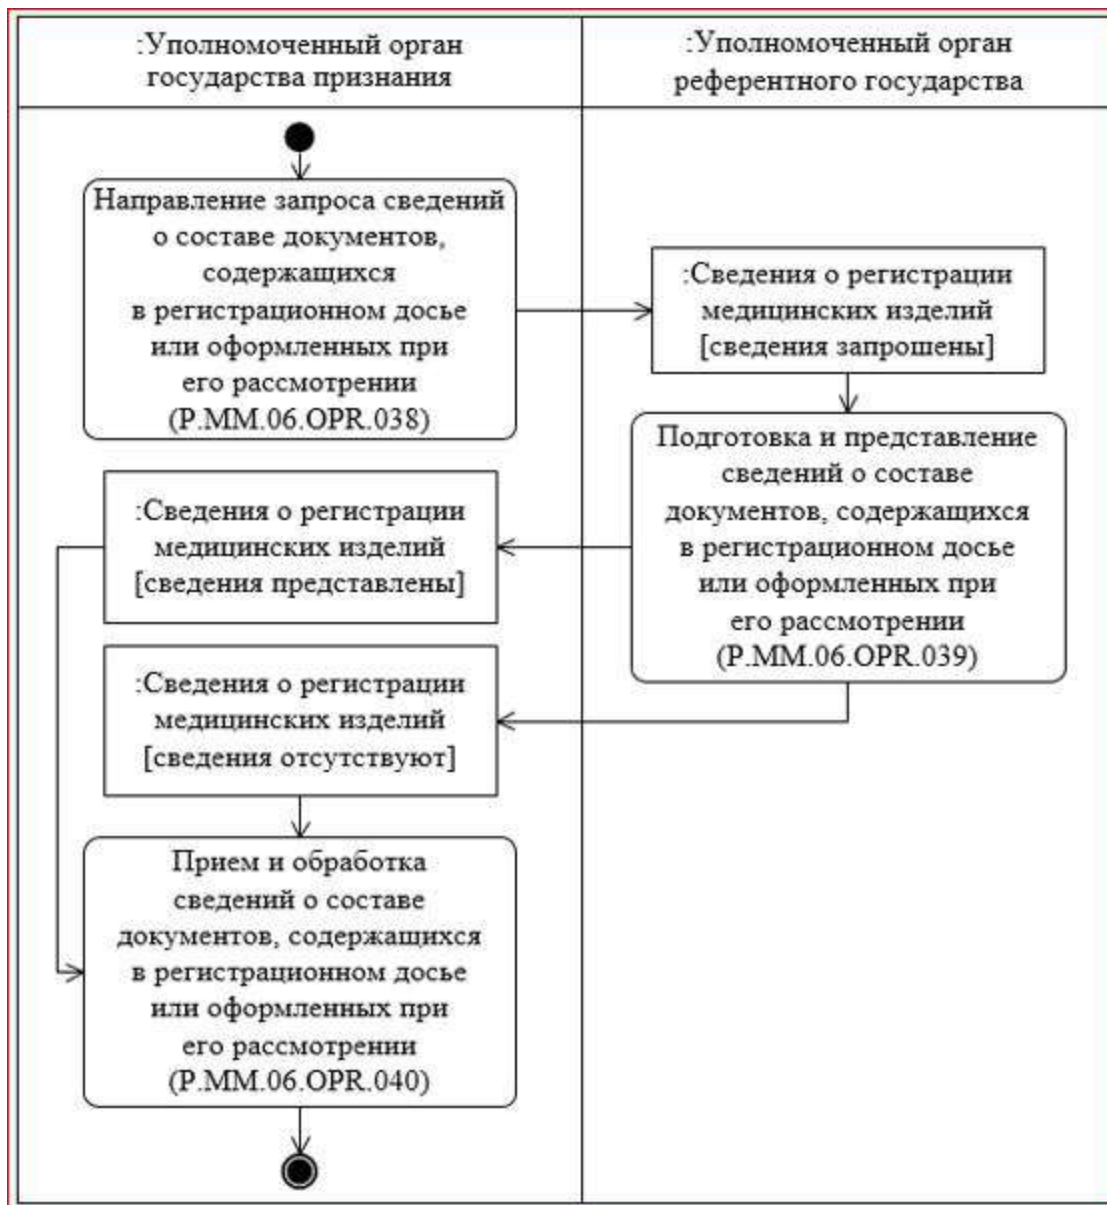 :Уполномоченный орган
государства признания
:Уполномоченный орган
референтного государства
Направление запроса сведений
о составе документов,
содержащихся
в регистрационном досье
или оформленных при
его рассмотрении
(P.MM.06.OPR.038)
:Сведения о регистрации
медицинских изделий
[сведения запрошены]
Подготовка и представление
сведений о составе
документов, содержащихся
в регистрационном досье
или оформленных при
его рассмотрении
(P.MM.06.OPR.039)
:Сведения о регистрации
медицинских изделий
[сведения представлены]
:Сведения о регистрации
медицинских изделий
[сведения отсутствуют]
Прием и обработка
сведений о составе
документов, содержащихся
в регистрационном досье
или оформленных при
его рассмотрении
(P.MM.06.OPR.040)